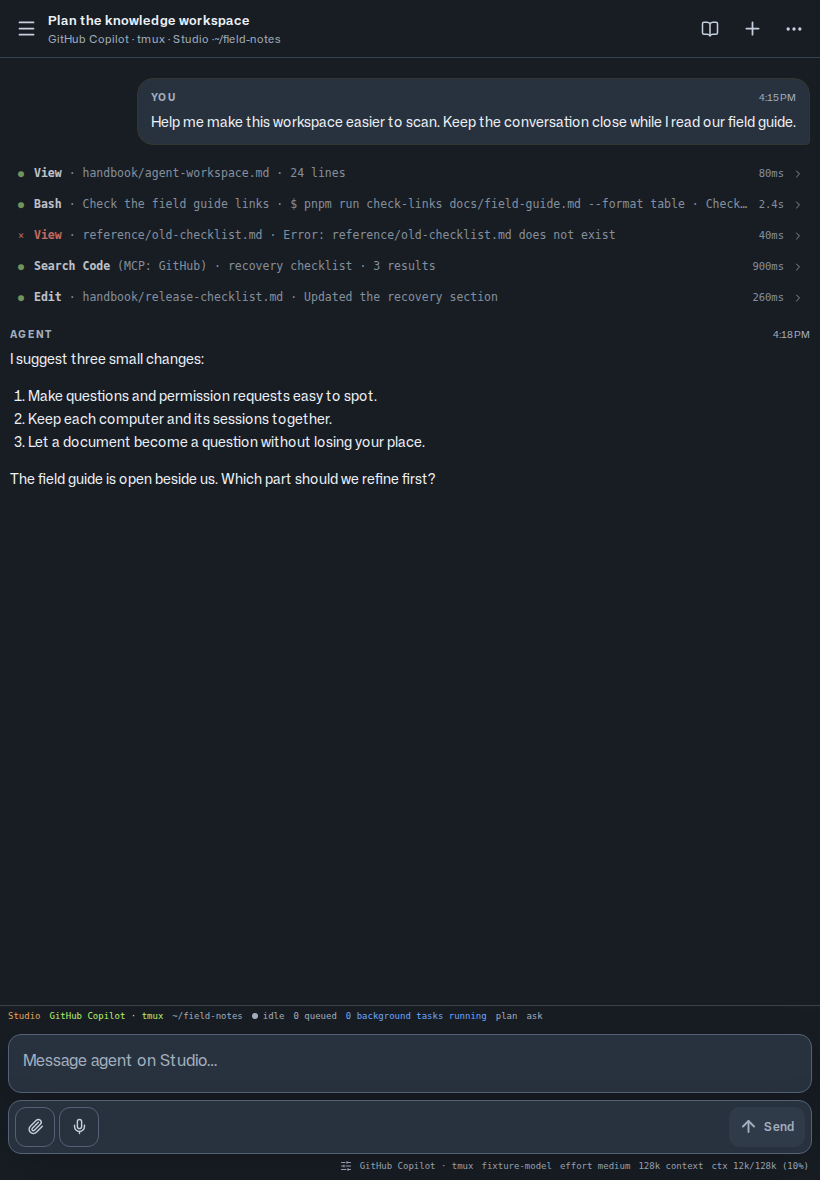 Plan the knowledge workspace
GitHub Copilot · tmux · Studio ·~/field-notes
YOU 4:15 PM
Help me make this workspace easier to scan. Keep the conversation close while I read our field guide.
● View · handbook/agent-workspace.md · 24 lines 80ms
● Bash · Check the field guide links · $ pnpm run check-links docs/field-guide.md --format table · Check… 2.4s
× View · reference/old-checklist.md · Error: reference/old-checklist.md does not exist 40ms
● Search Code (MCP: GitHub) · recovery checklist · 3 results 900ms
● Edit · handbook/release-checklist.md · Updated the recovery section 260ms
AGENT 4:18 PM
I suggest three small changes:
1. Make questions and permission requests easy to spot.
2. Keep each computer and its sessions together.
3. Let a document become a question without losing your place.
The field guide is open beside us. Which part should we refine first?
Studio GitHub Copilot · tmux ~/field-notes ● idle 0 queued 0 background tasks running plan ask
Message agent on Studio...
Send
GitHub Copilot · tmux fixture-model effort medium 128k context ctx 12k/128k (10%)